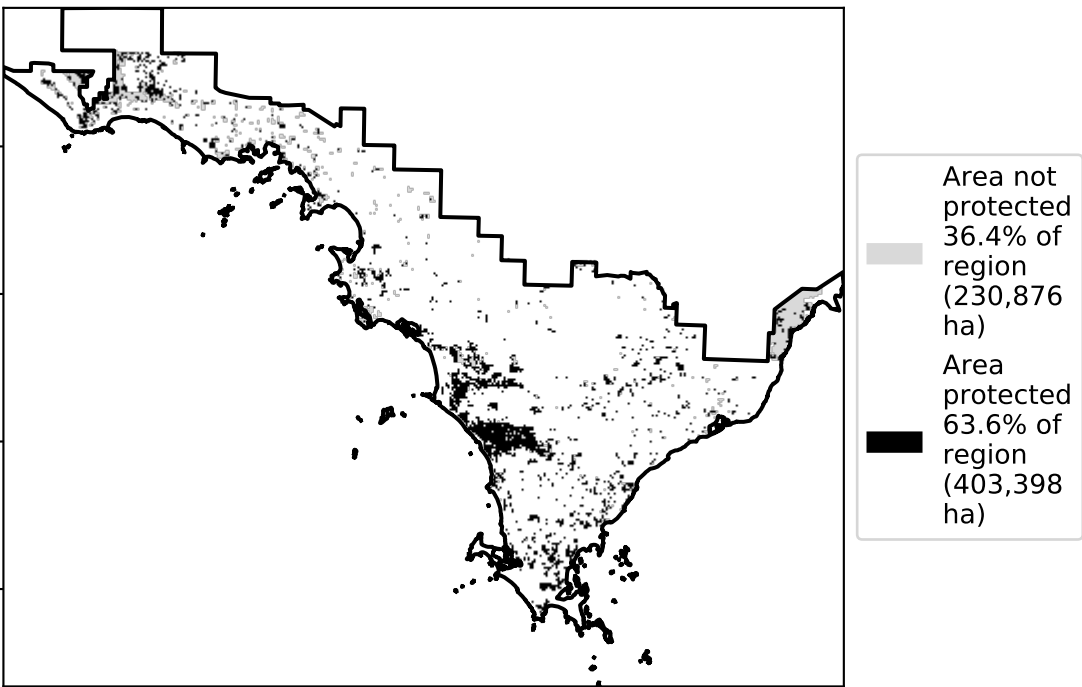 Area not
protected
36.4% of
region
(230,876
ha)
Area
protected
63.6% of
region
(403,398
ha)